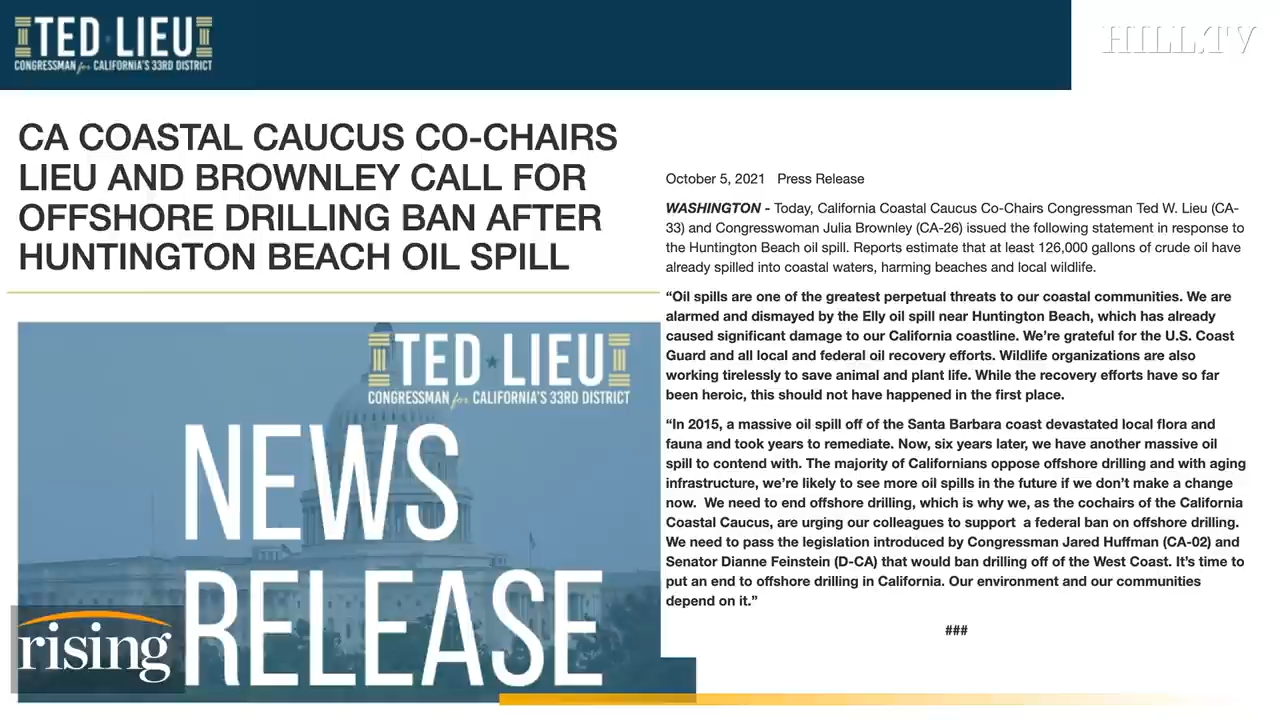 TED LIEU
CONGRESSMAN for CALIFORNIA'S 33RD DISTRICT
HILL.TV
CA COASTAL CAUCUS CO-CHAIRS
LIEU AND BROWNLEY CALL FOR
OFFSHORE DRILLING BAN AFTER
HUNTINGTON BEACH OIL SPILL
TED LIEU
CONGRESSMAN for CALIFORNIA'S 33RD DISTRICT
NEWS
RELEASE
rising
October 5, 2021 Press Release
WASHINGTON - Today, California Coastal Caucus Co-Chairs Congressman Ted W. Lieu (CA-
33) and Congresswoman Julia Brownley (CA-26) issued the following statement in response to
the Huntington Beach oil spill. Reports estimate that at least 126,000 gallons of crude oil have
already spilled into coastal waters, harming beaches and local wildlife.
“Oil spills are one of the greatest perpetual threats to our coastal communities. We are
alarmed and dismayed by the Elly oil spill near Huntington Beach, which has already
caused significant damage to our California coastline. We’re grateful for the U.S. Coast
Guard and all local and federal oil recovery efforts. Wildlife organizations are also
working tirelessly to save animal and plant life. While the recovery efforts have so far
been heroic, this should not have happened in the first place.
“In 2015, a massive oil spill off of the Santa Barbara coast devastated local flora and
fauna and took years to remediate. Now, six years later, we have another massive oil
spill to contend with. The majority of Californians oppose offshore drilling and with aging
infrastructure, we’re likely to see more oil spills in the future if we don’t make a change
now. We need to end offshore drilling, which is why we, as the cochairs of the California
Coastal Caucus, are urging our colleagues to support a federal ban on offshore drilling.
We need to pass the legislation introduced by Congressman Jared Huffman (CA-02) and
Senator Dianne Feinstein (D-CA) that would ban drilling off of the West Coast. It’s time to
put an end to offshore drilling in California. Our environment and our communities
depend on it.”
###